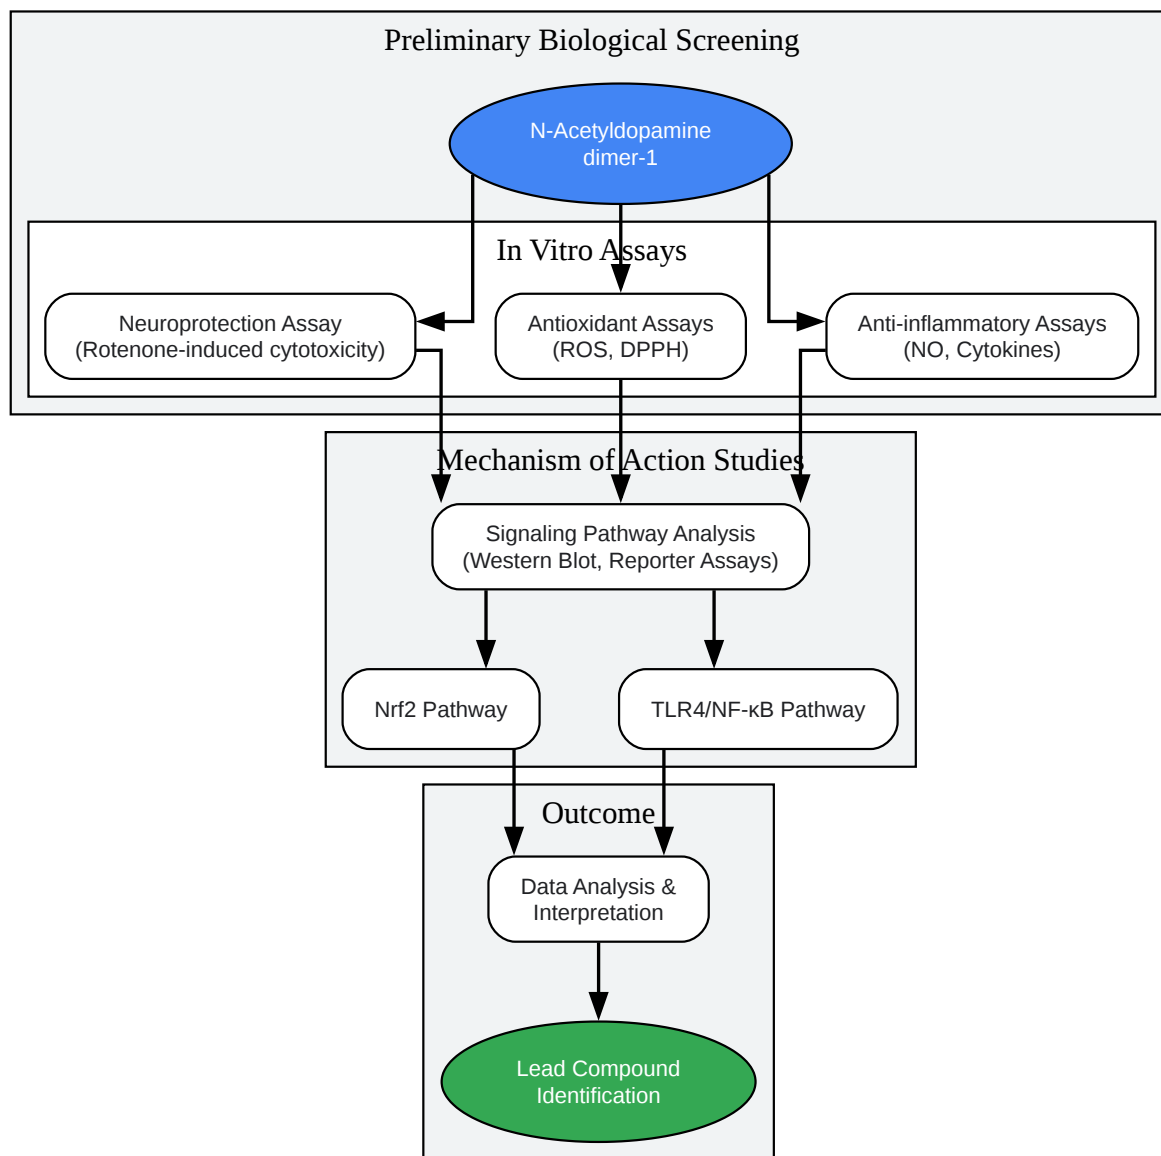 Preliminary Biological Screening
N-Acetyldopamine
dimer-1
In Vitro Assays
Neuroprotection Assay
(Rotenone-induced cytotoxicity)
Antioxidant Assays
(ROS, DPPH)
Anti-inflammatory Assays
(NO, Cytokines)
Mechanism of Action Studies
Signaling Pathway Analysis
(Western Blot, Reporter Assays)
Nrf2 Pathway
TLR4/NF-κB Pathway
Outcome
Data Analysis &
Interpretation
Lead Compound
Identification